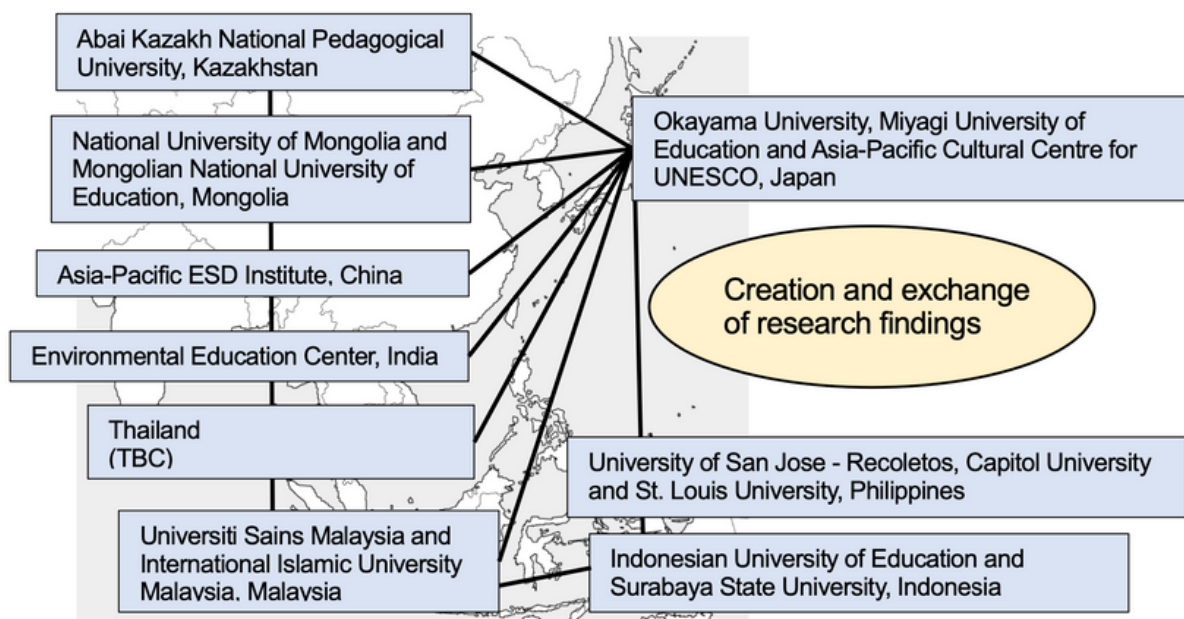 Abai Kazakh National Pedagogical
University, Kazakhstan
National University of Mongolia and
Mongolian National University of
Education, Mongolia
Asia-Pacific ESD Institute, China
Environmental Education Center, India
Thailand
(TBC)
Universiti Sains Malaysia and
International Islamic University
Malaysia, Malaysia
Okayama University, Miyagi University of
Education and Asia-Pacific Cultural Centre for
UNESCO, Japan
Creation and exchange
of research findings
University of San Jose - Recoletos, Capitol University
and St. Louis University, Philippines
Indonesian University of Education and
Surabaya State University, Indonesia